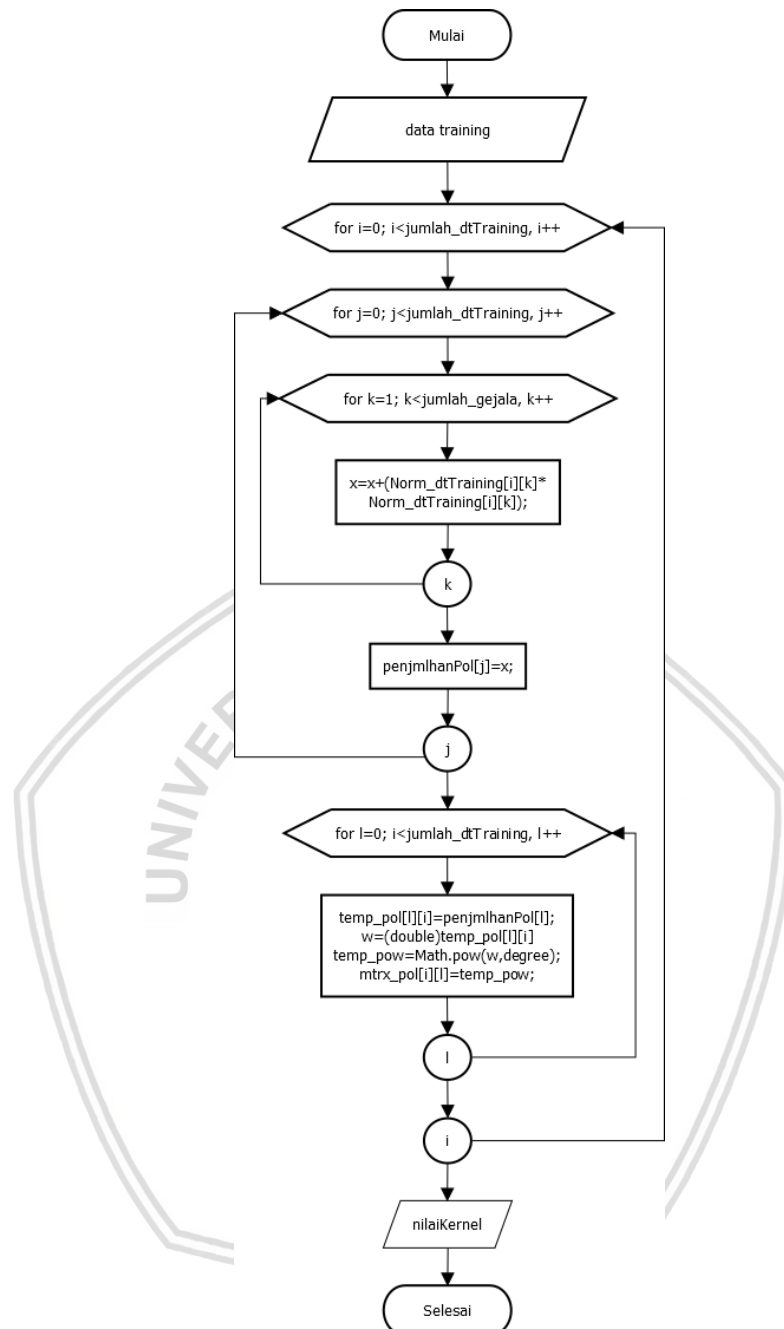 Mulai
data training
for i=0; i<jumlah_dtTraining, i++
for j=0; j<jumlah_dtTraining, j++
for k=1; k<jumlah_gejala, k++
x=x+(Norm_dtTraining[i][k]*
Norm_dtTraining[i][k]);
k
penjmlhanPol[j]=x;
j
for l=0; i<jumlah_dtTraining, l++
temp_pol[l][i]=penjmlhanPol[l];
w=(double)temp_pol[l][i]
temp_pow=Math.pow(w,degree);
mtrx_pol[i][l]=temp_pow;
l
i
nilaiKernel
Selesai